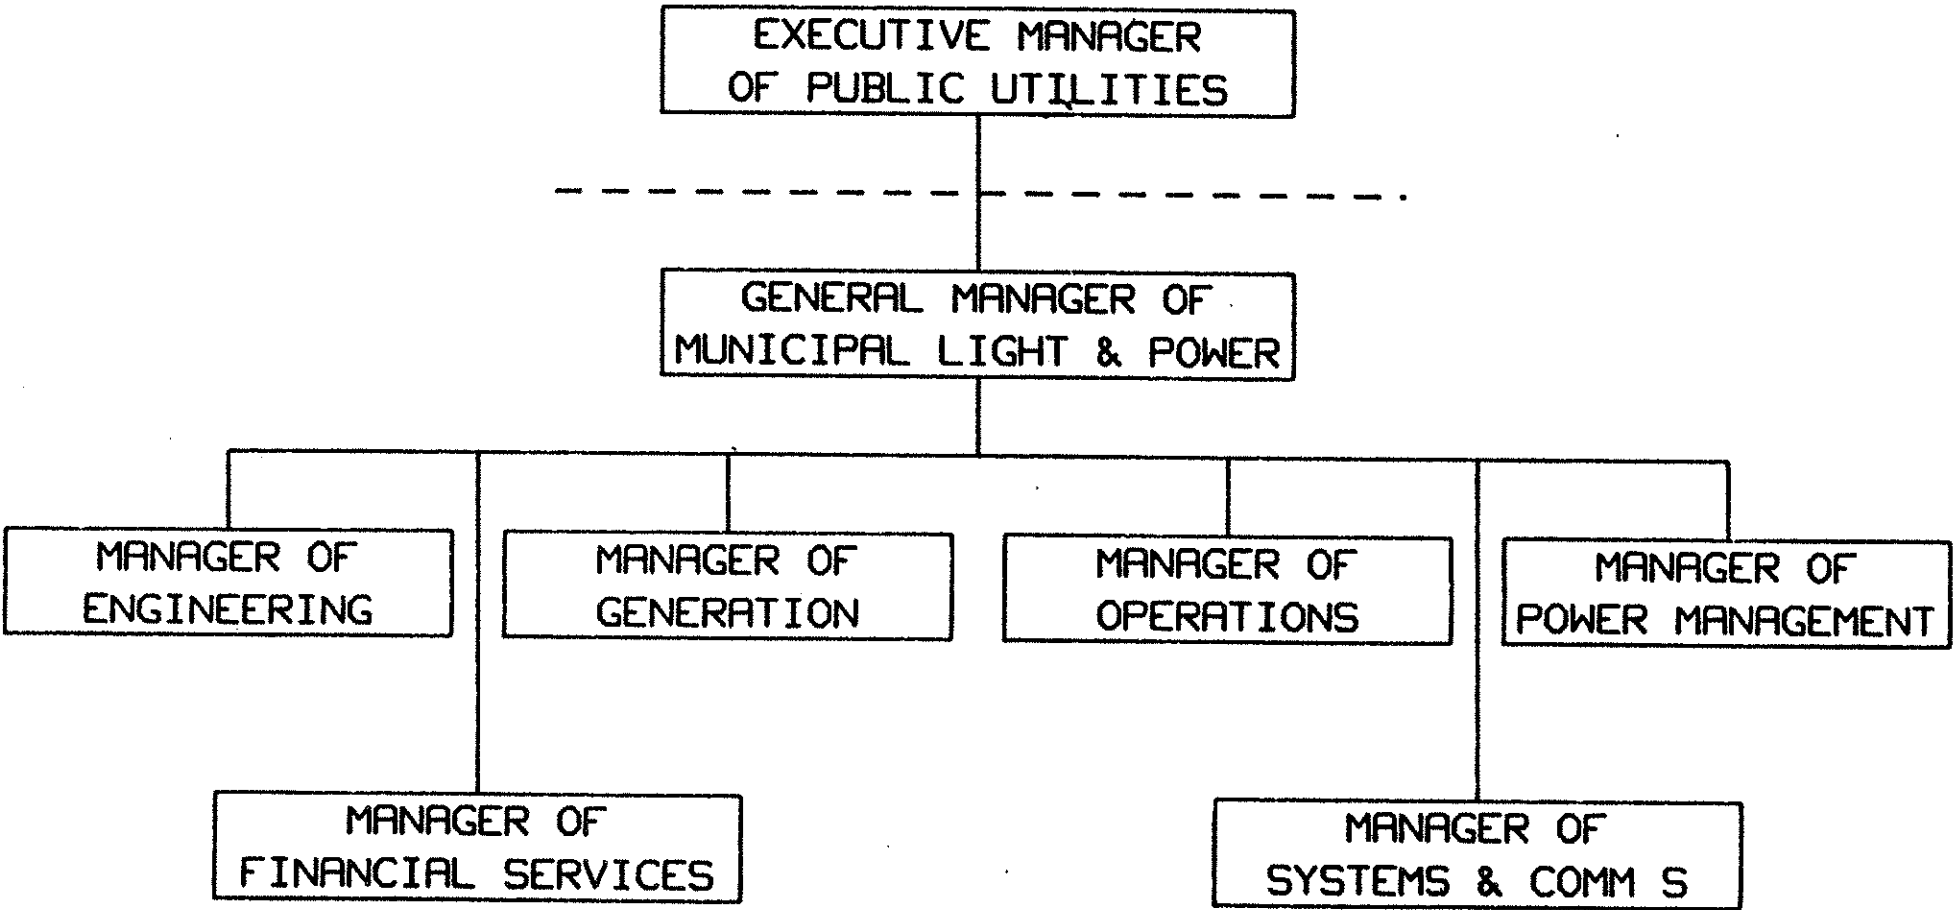 EXECUTIVE MANAGER
OF PUBLIC UTILITIES
GENERAL MANAGER OF
MUNICIPAL LIGHT & POWER
MANAGER OF
ENGINEERING
MANAGER OF
GENERATION
MANAGER OF
OPERATIONS
MANAGER OF
POWER MANAGEMENT
MANAGER OF
FINANCIAL SERVICES
MANAGER OF
SYSTEMS & COMM S